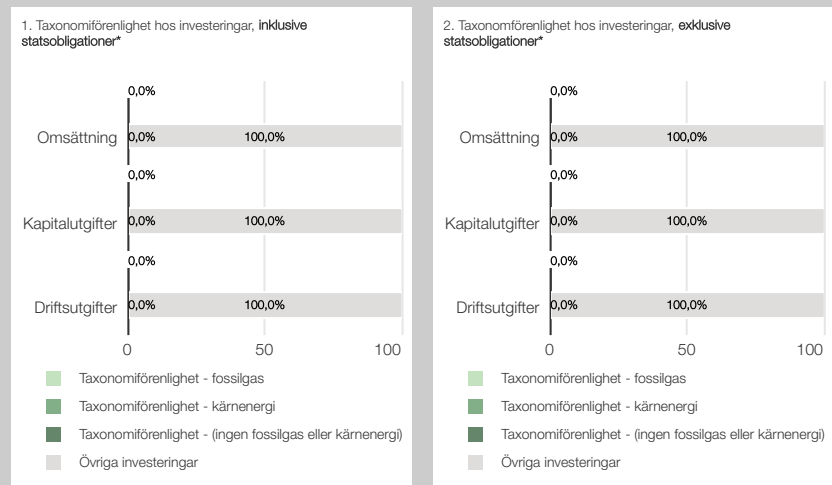 1. Taxonomiförenlighet hos investeringar, inklusive
statsobligationer*
0,0%
Omsättning 0,0% 100,0%
0,0%
Kapitalutgifter 0,0% 100,0%
0,0%
Driftsutgifter 0,0% 100,0%
0 50 100
Taxonomiförenlighet - fossilgas
Taxonomiförenlighet - kärnenergi
Taxonomiförenlighet - (ingen fossilgas eller kärnenergi)
Övriga investeringar
2. Taxonomförenlighet hos investeringar, exklusive
statsobligationer*
0,0%
Omsättning 0,0% 100,0%
0,0%
Kapitalutgifter 0,0% 100,0%
0,0%
Driftsutgifter 0,0% 100,0%
0 50 100
Taxonomiförenlighet - fossilgas
Taxonomiförenlighet - kärnenergi
Taxonomiförenlighet - (ingen fossilgas eller kärnenergi)
Övriga investeringar